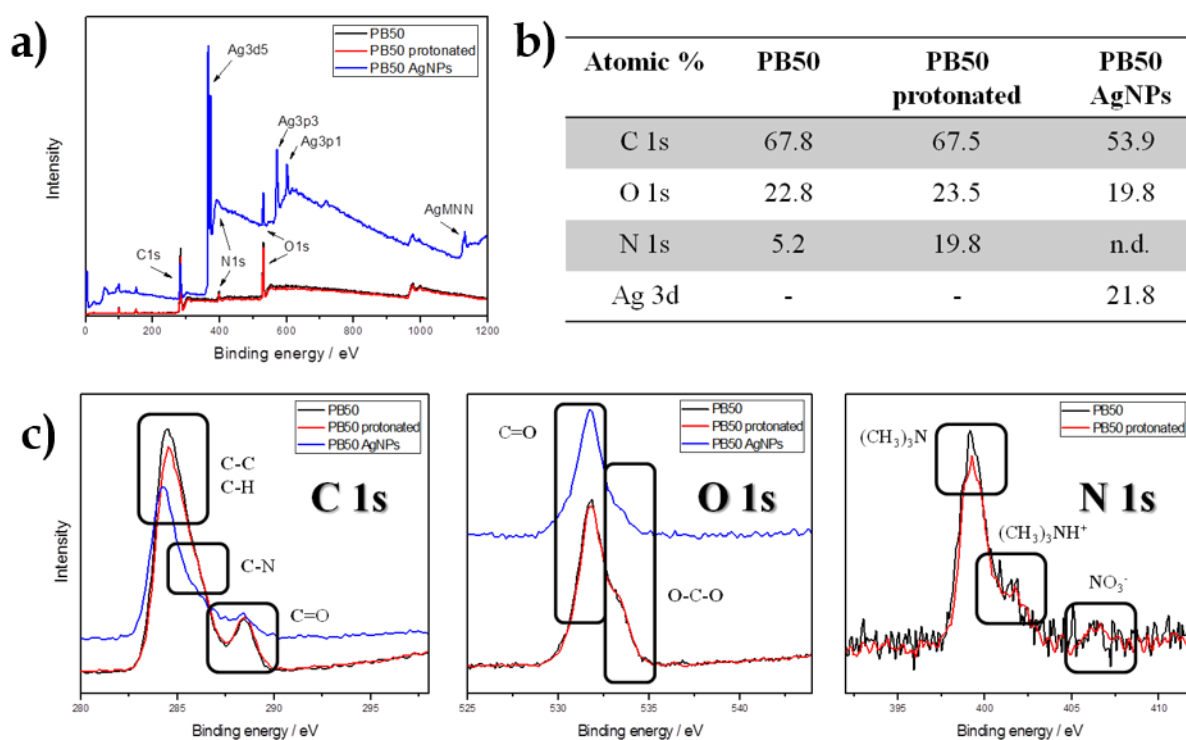 a)
PB50
PB50 protonated
PB50 AgNPs
Ag3d5
Ag3p3
Ag3p1
AgMNN
C1s
N1s
O1s
Intensity
0 200 400 600 800 1000 1200
Binding energy / eV
b)
Atomic % PB50 PB50 protonated PB50 AgNPs
C 1s 67.8 67.5 53.9
O 1s 22.8 23.5 19.8
N 1s 5.2 19.8 n.d.
Ag 3d - - 21.8
c)
PB50
PB50 protonated
PB50 AgNPs
C-C
C-H
C 1s
C-N
C=O
Intensity
280 285 290 295
Binding energy / eV
PB50
PB50 protonated
PB50 AgNPs
C=O
O 1s
O-C-O
525 530 535 540
Binding energy / eV
PB50
PB50 protonated
(CH₃)₃N
N 1s
(CH₃)₃NH⁺
NO₃⁻
395 400 405 410
Binding energy / eV